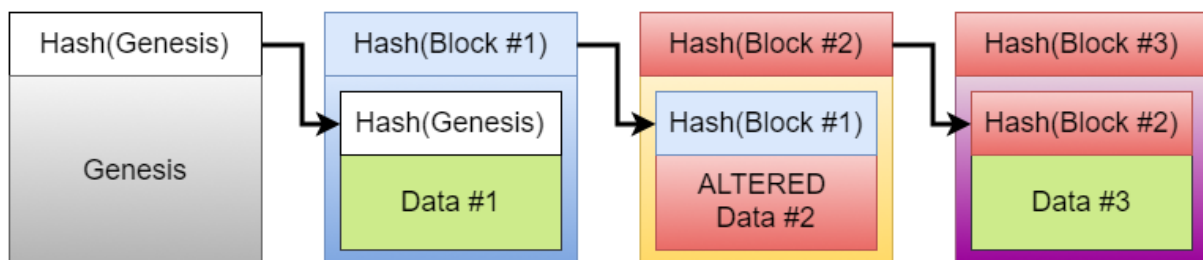 Hash(Genesis)
Genesis
Hash(Block #1)
Hash(Genesis)
Data #1
Hash(Block #2)
Hash(Block #1)
ALTERED
Data #2
Hash(Block #3)
Hash(Block #2)
Data #3